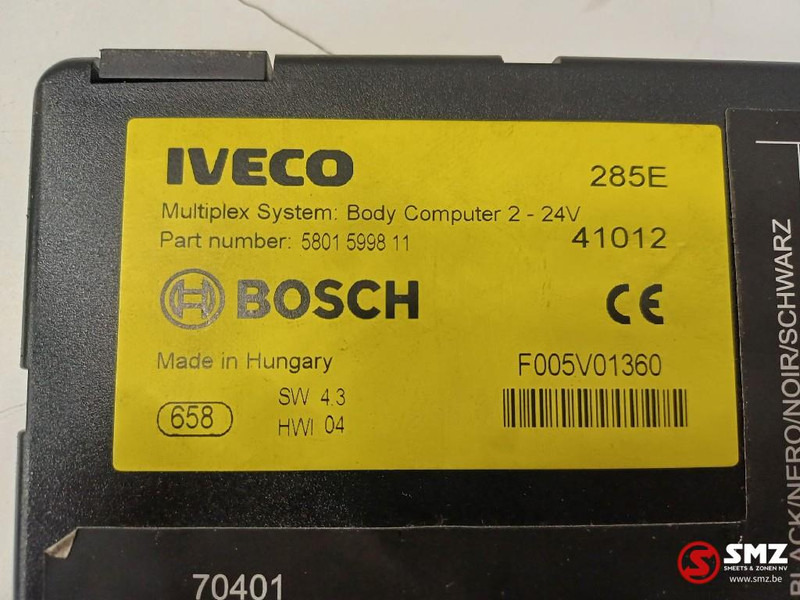 IVECO 285E
Multiplex System: Body Computer 2 - 24V
Part number: 5801 5998 11 41012
BOSCH CE
Made in Hungary F005V01360
658 SW 4.3
HWI 04
70401
BLACK/NERO/NOIR/SCHWARZ
SMZ
SHEETS & ZONEN NV
www.smz.be